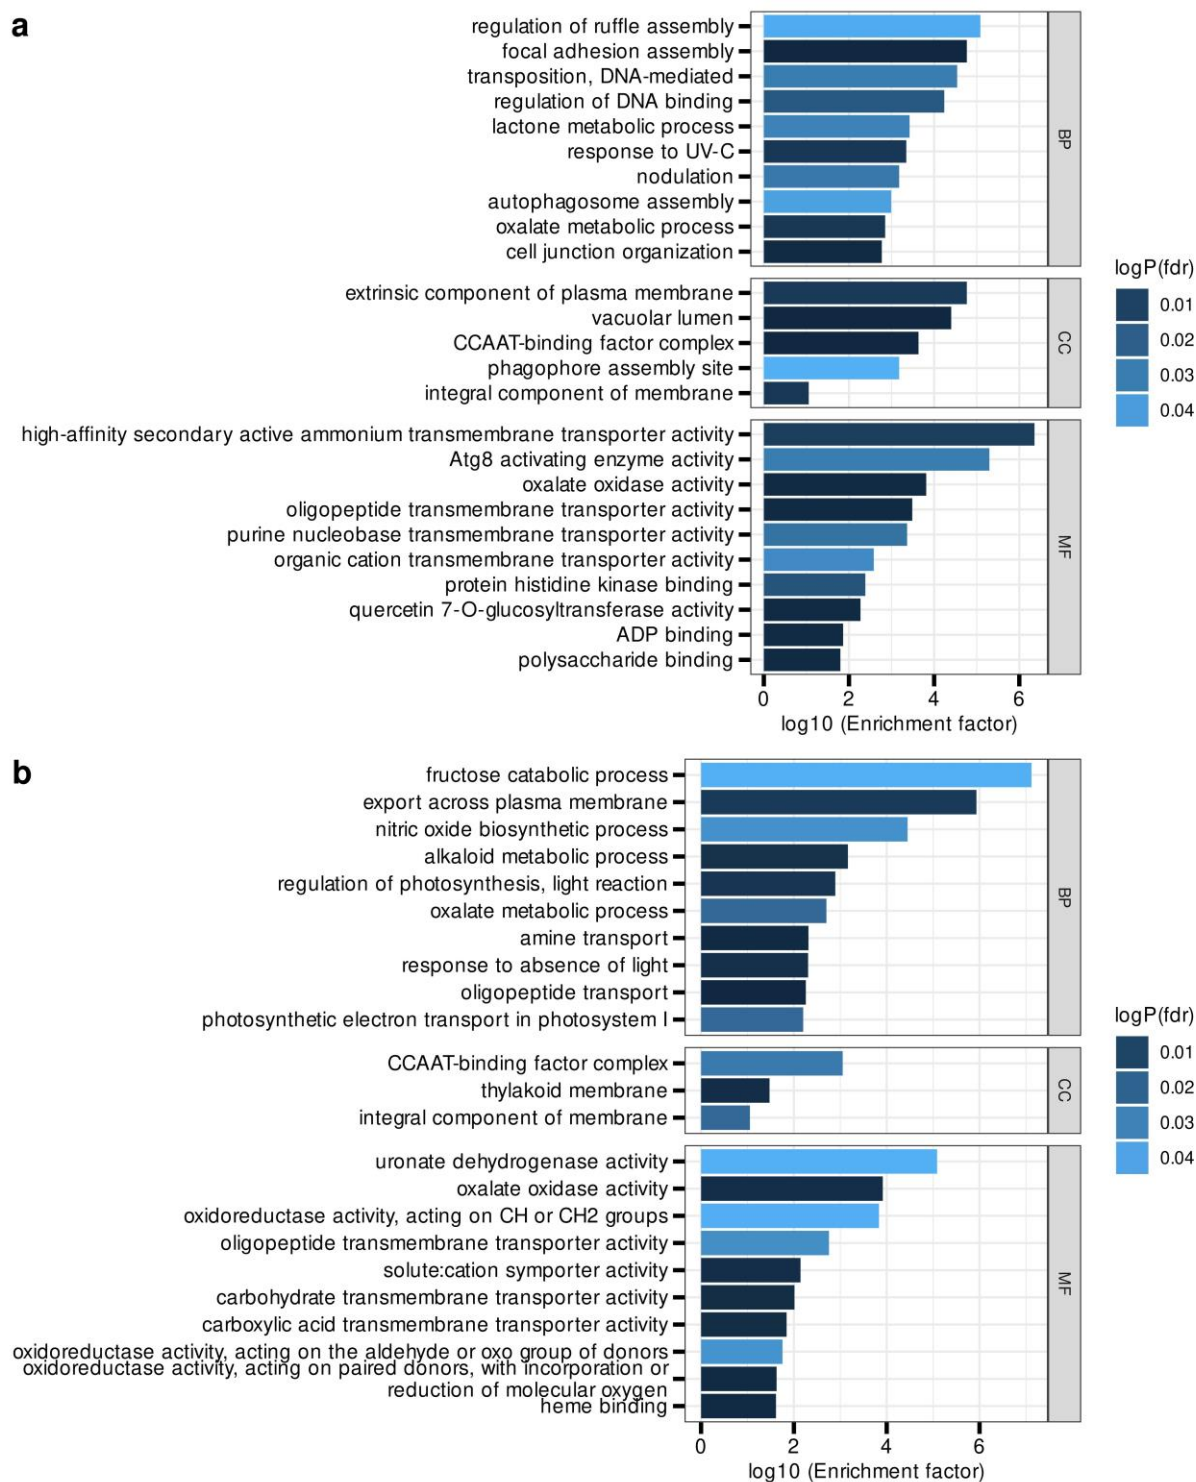 a
regulation of ruffle assembly
focal adhesion assembly
transposition, DNA-mediated
regulation of DNA binding
lactone metabolic process
response to UV-C
nodulation
autophagosome assembly
oxalate metabolic process
cell junction organization
BP
extrinsic component of plasma membrane
vacuolar lumen
CCAAT-binding factor complex
phagophore assembly site
integral component of membrane
CC
high-affinity secondary active ammonium transmembrane transporter activity
Atg8 activating enzyme activity
oxalate oxidase activity
oligopeptide transmembrane transporter activity
purine nucleobase transmembrane transporter activity
organic cation transmembrane transporter activity
protein histidine kinase binding
quercetin 7-O-glucosyltransferase activity
ADP binding
polysaccharide binding
MF
0 2 4 6
log10 (Enrichment factor)
logP(fdr)
0.01
0.02
0.03
0.04
b
fructose catabolic process
export across plasma membrane
nitric oxide biosynthetic process
alkaloid metabolic process
regulation of photosynthesis, light reaction
oxalate metabolic process
amine transport
response to absence of light
oligopeptide transport
photosynthetic electron transport in photosystem I
BP
CCAAT-binding factor complex
thylakoid membrane
integral component of membrane
CC
uronate dehydrogenase activity
oxalate oxidase activity
oxidoreductase activity, acting on CH or CH2 groups
oligopeptide transmembrane transporter activity
solute:cation symporter activity
carbohydrate transmembrane transporter activity
carboxylic acid transmembrane transporter activity
oxidoreductase activity, acting on the aldehyde or oxo group of donors
oxidoreductase activity, acting on paired donors, with incorporation or
reduction of molecular oxygen
heme binding
MF
0 2 4 6
log10 (Enrichment factor)
logP(fdr)
0.01
0.02
0.03
0.04